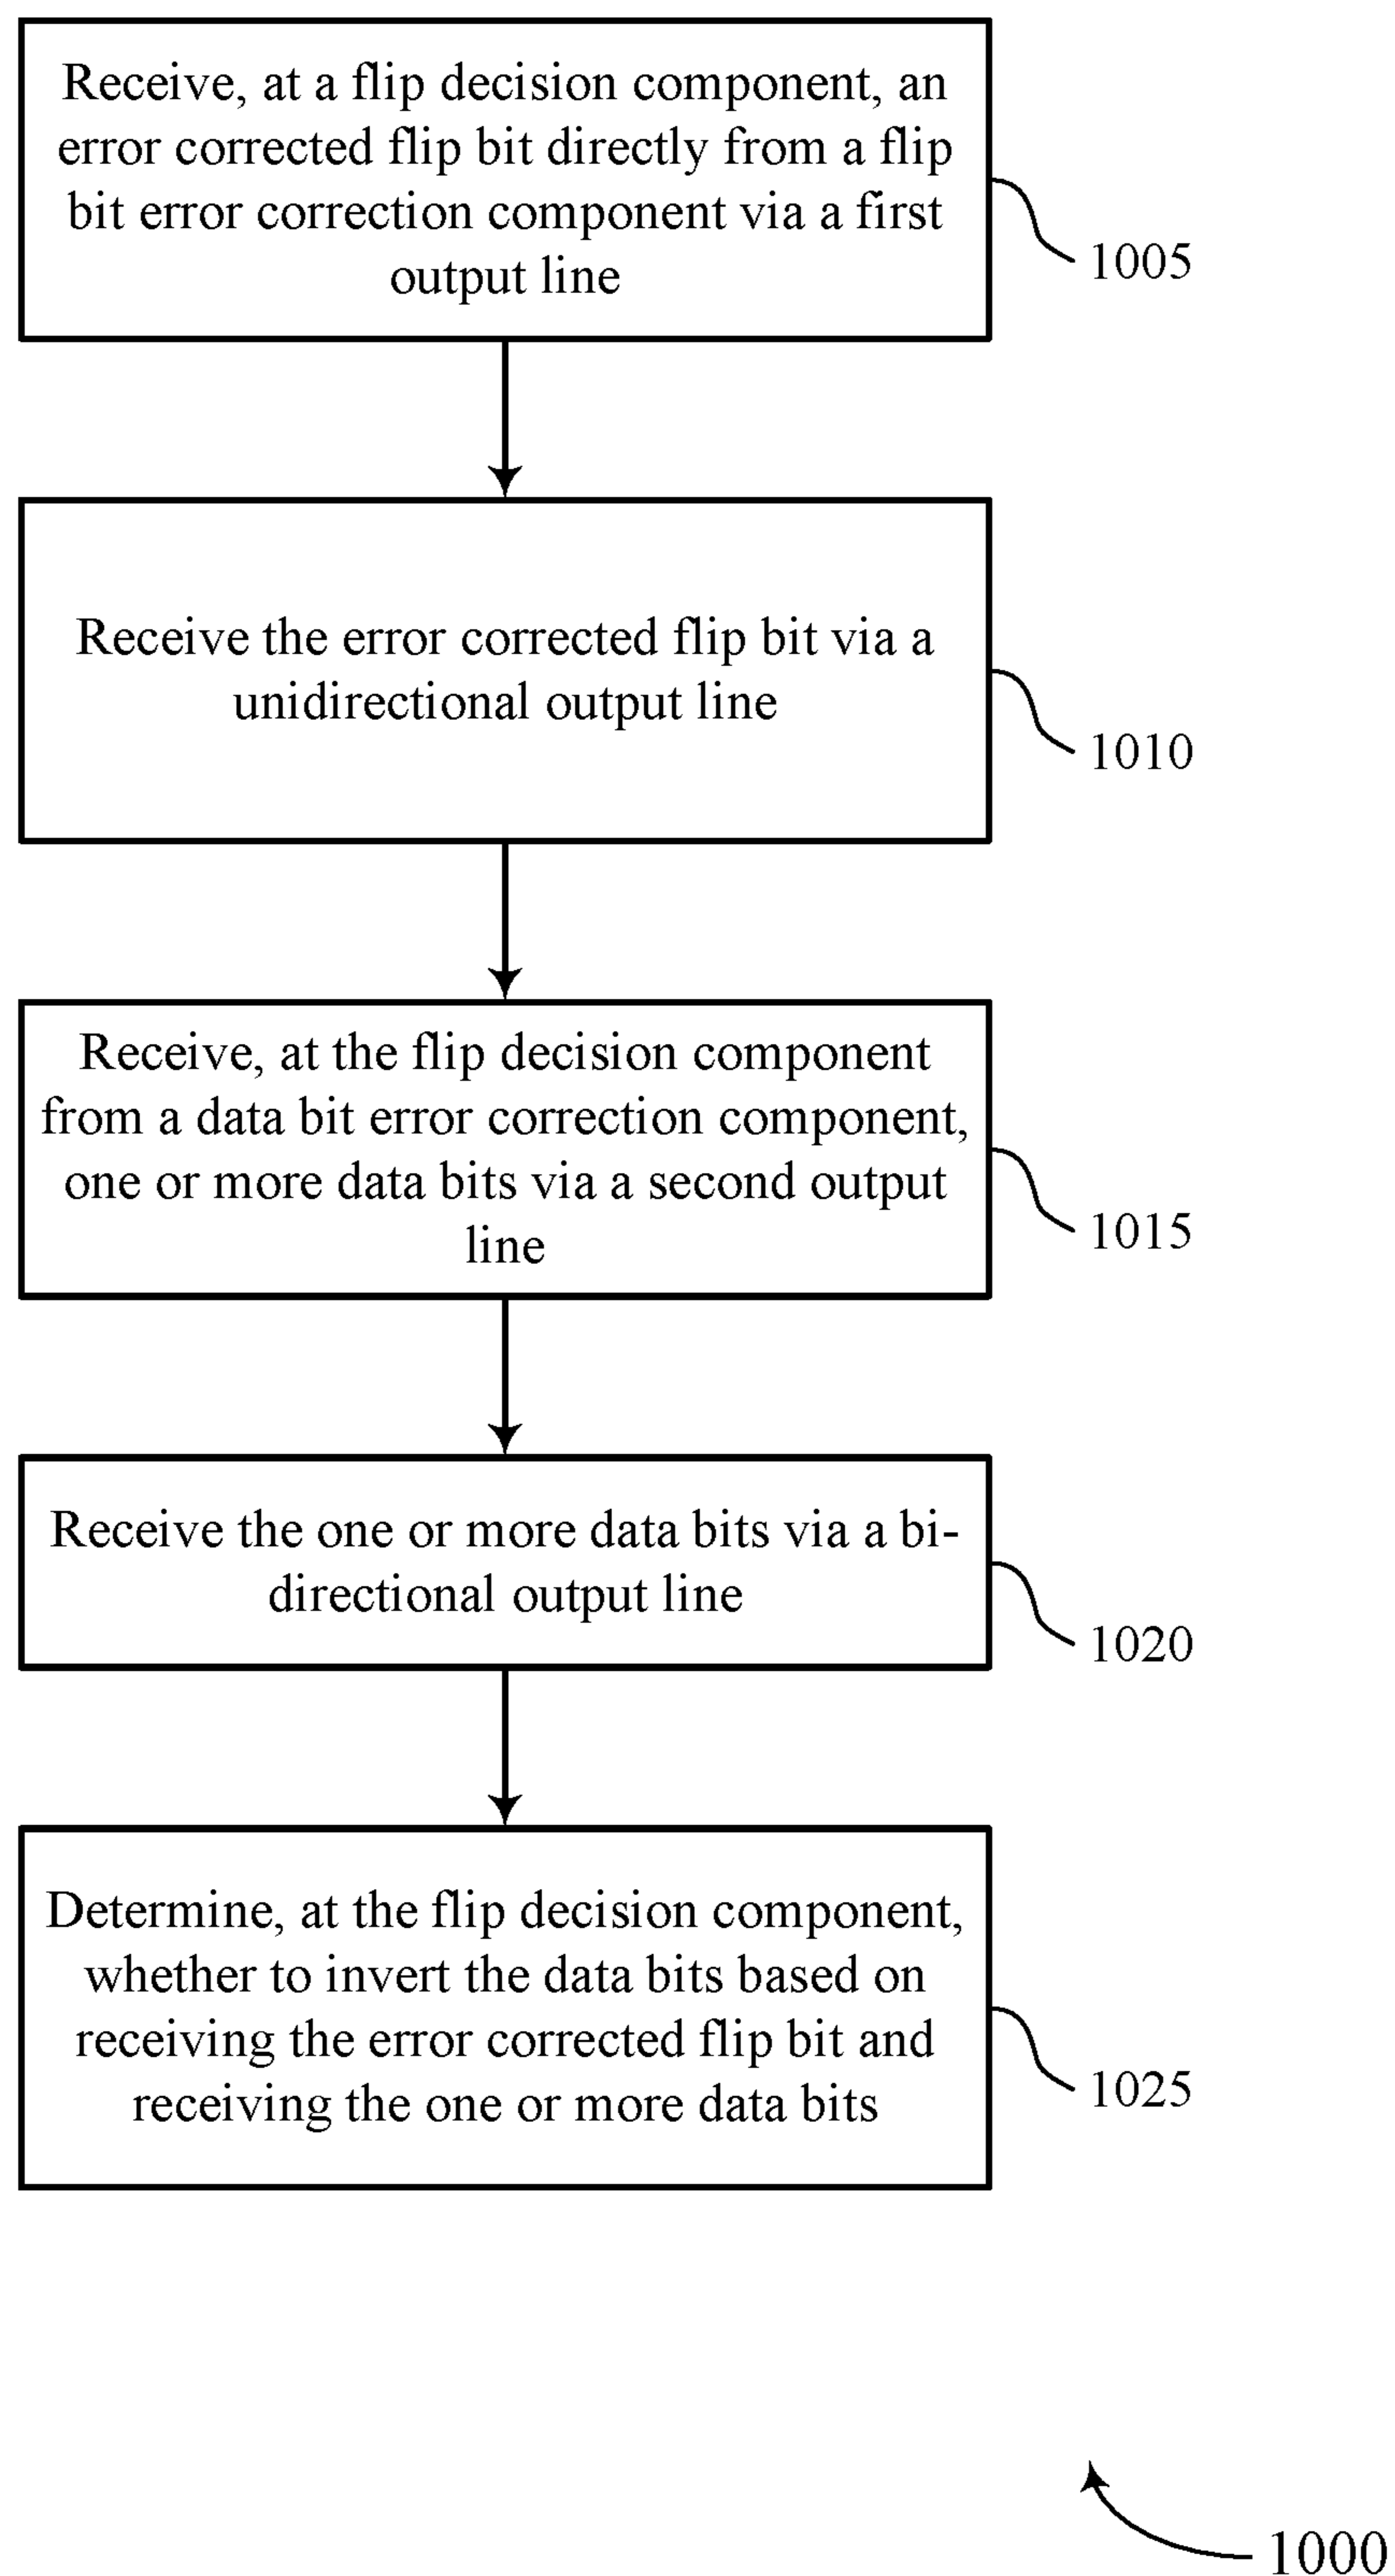 Receive, at a flip decision component, an
error corrected flip bit directly from a flip
bit error correction component via a first
output line
1005
Receive the error corrected flip bit via a
unidirectional output line
1010
Receive, at the flip decision component
from a data bit error correction component,
one or more data bits via a second output
line
1015
Receive the one or more data bits via a bi-
directional output line
1020
Determine, at the flip decision component,
whether to invert the data bits based on
receiving the error corrected flip bit and
receiving the one or more data bits
1025
1000